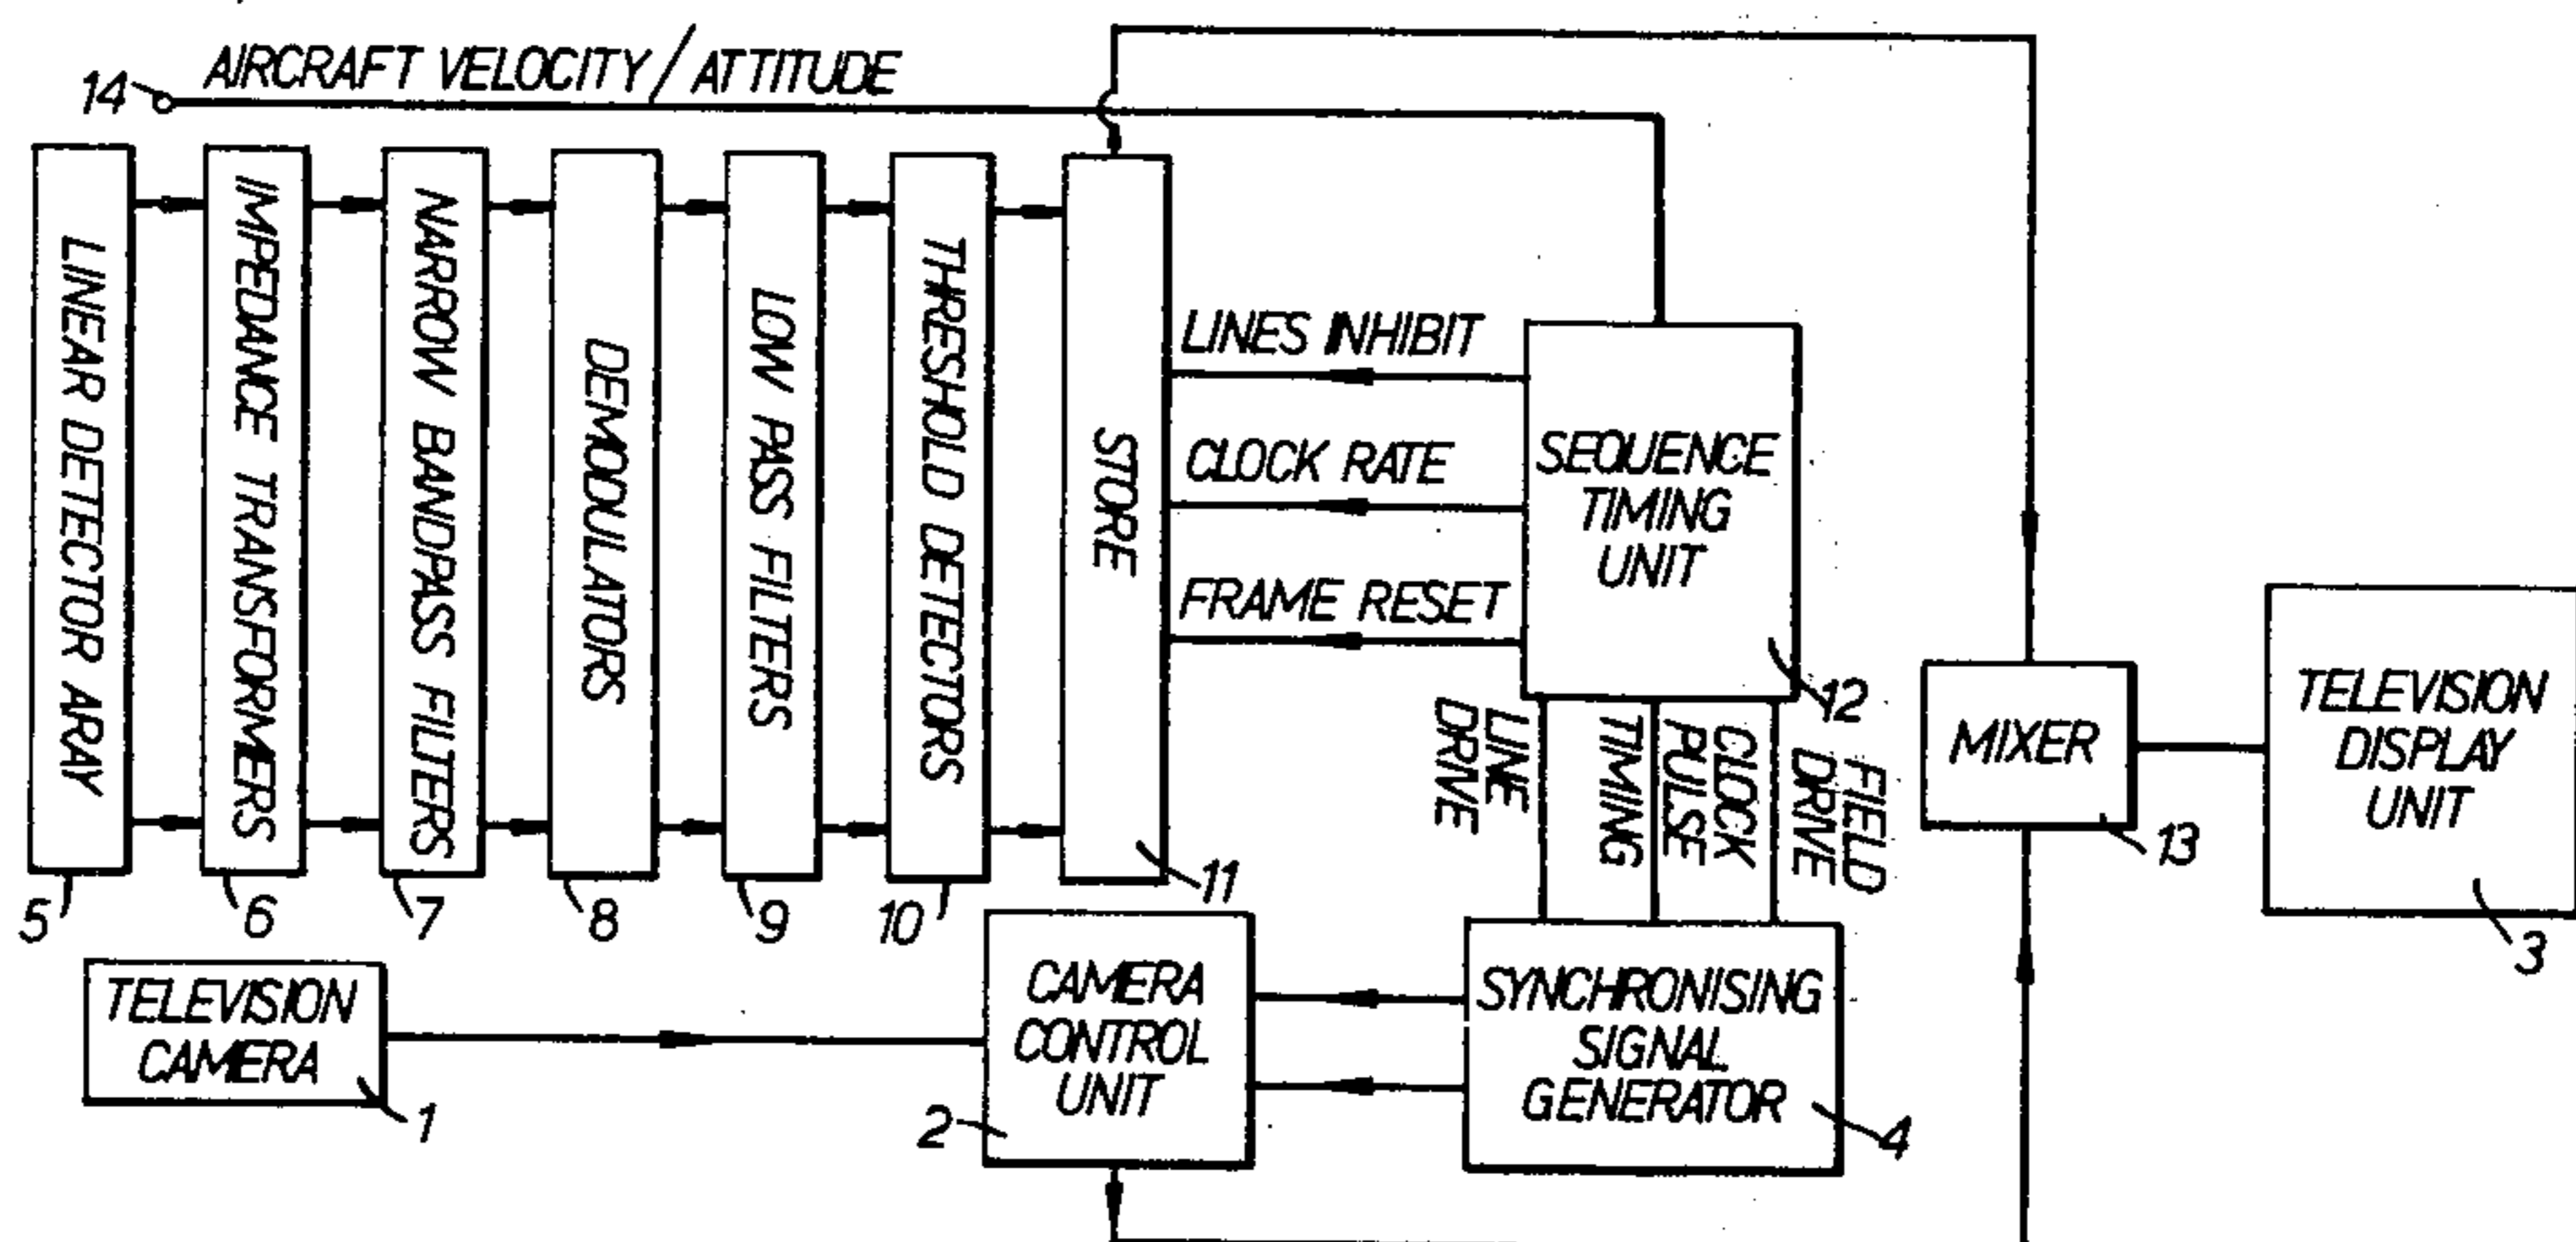 AIRCRAFT VELOCITY/ATTITUDE
14
LINEAR DETECTOR ARAY
IMPEDANCE TRANSFORMERS
NARROW BANDPASS FILTERS
DEMODULATORS
LOW PASS FILTERS
THRESHOLD DETECTORS
STORE
5
6
7
8
9
10
11
LINES INHIBIT
CLOCK RATE
FRAME RESET
SEQUENCE
TIMING
UNIT
12
LINE
DRIVE
CLOCK
PULSE
TIMING
FIELD
DRIVE
MIXER
13
TELEVISION
DISPLAY
UNIT
3
TELEVISION
CAMERA
1
CAMERA
CONTROL
UNIT
2
SYNCHRONISING
SIGNAL
GENERATOR
4